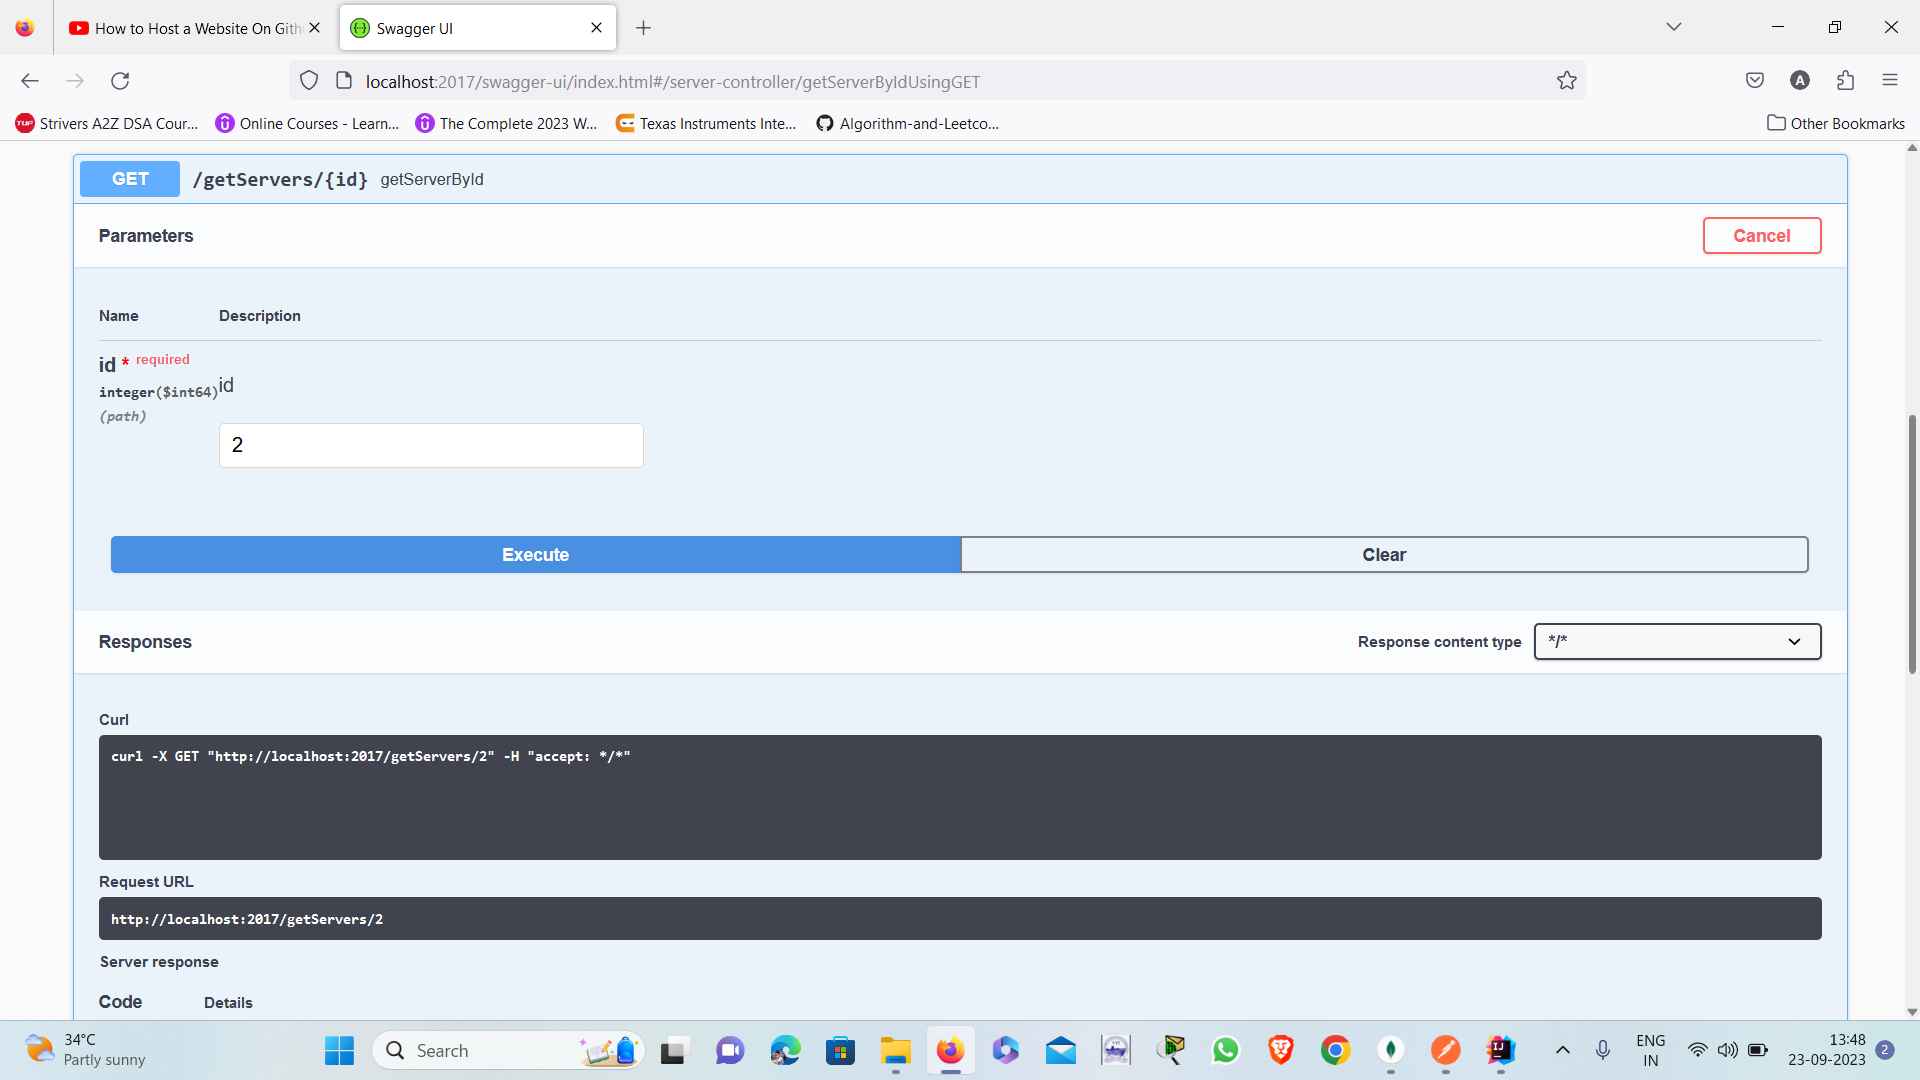 How to Host a Website On Gith
Swagger UI
localhost:2017/swagger-ui/index.html#/server-controller/getServerByIdUsingGET
A
TUF Strivers A2Z DSA Cour...
Online Courses - Learn...
The Complete 2023 W...
Texas Instruments Inte...
Algorithm-and-Leetco...
Other Bookmarks
GET /getServers/{id} getServerById
Parameters
Cancel
Name Description
id * required
integer($int64)
(path)
id
2
Execute
Clear
Responses
Response content type
*/*
Curl
curl -X GET "http://localhost:2017/getServers/2" -H "accept: */*"
Request URL
http://localhost:2017/getServers/2
Server response
Code Details
34°C
Partly sunny
Search
IJ
ENG
IN
13:48
23-09-2023
2